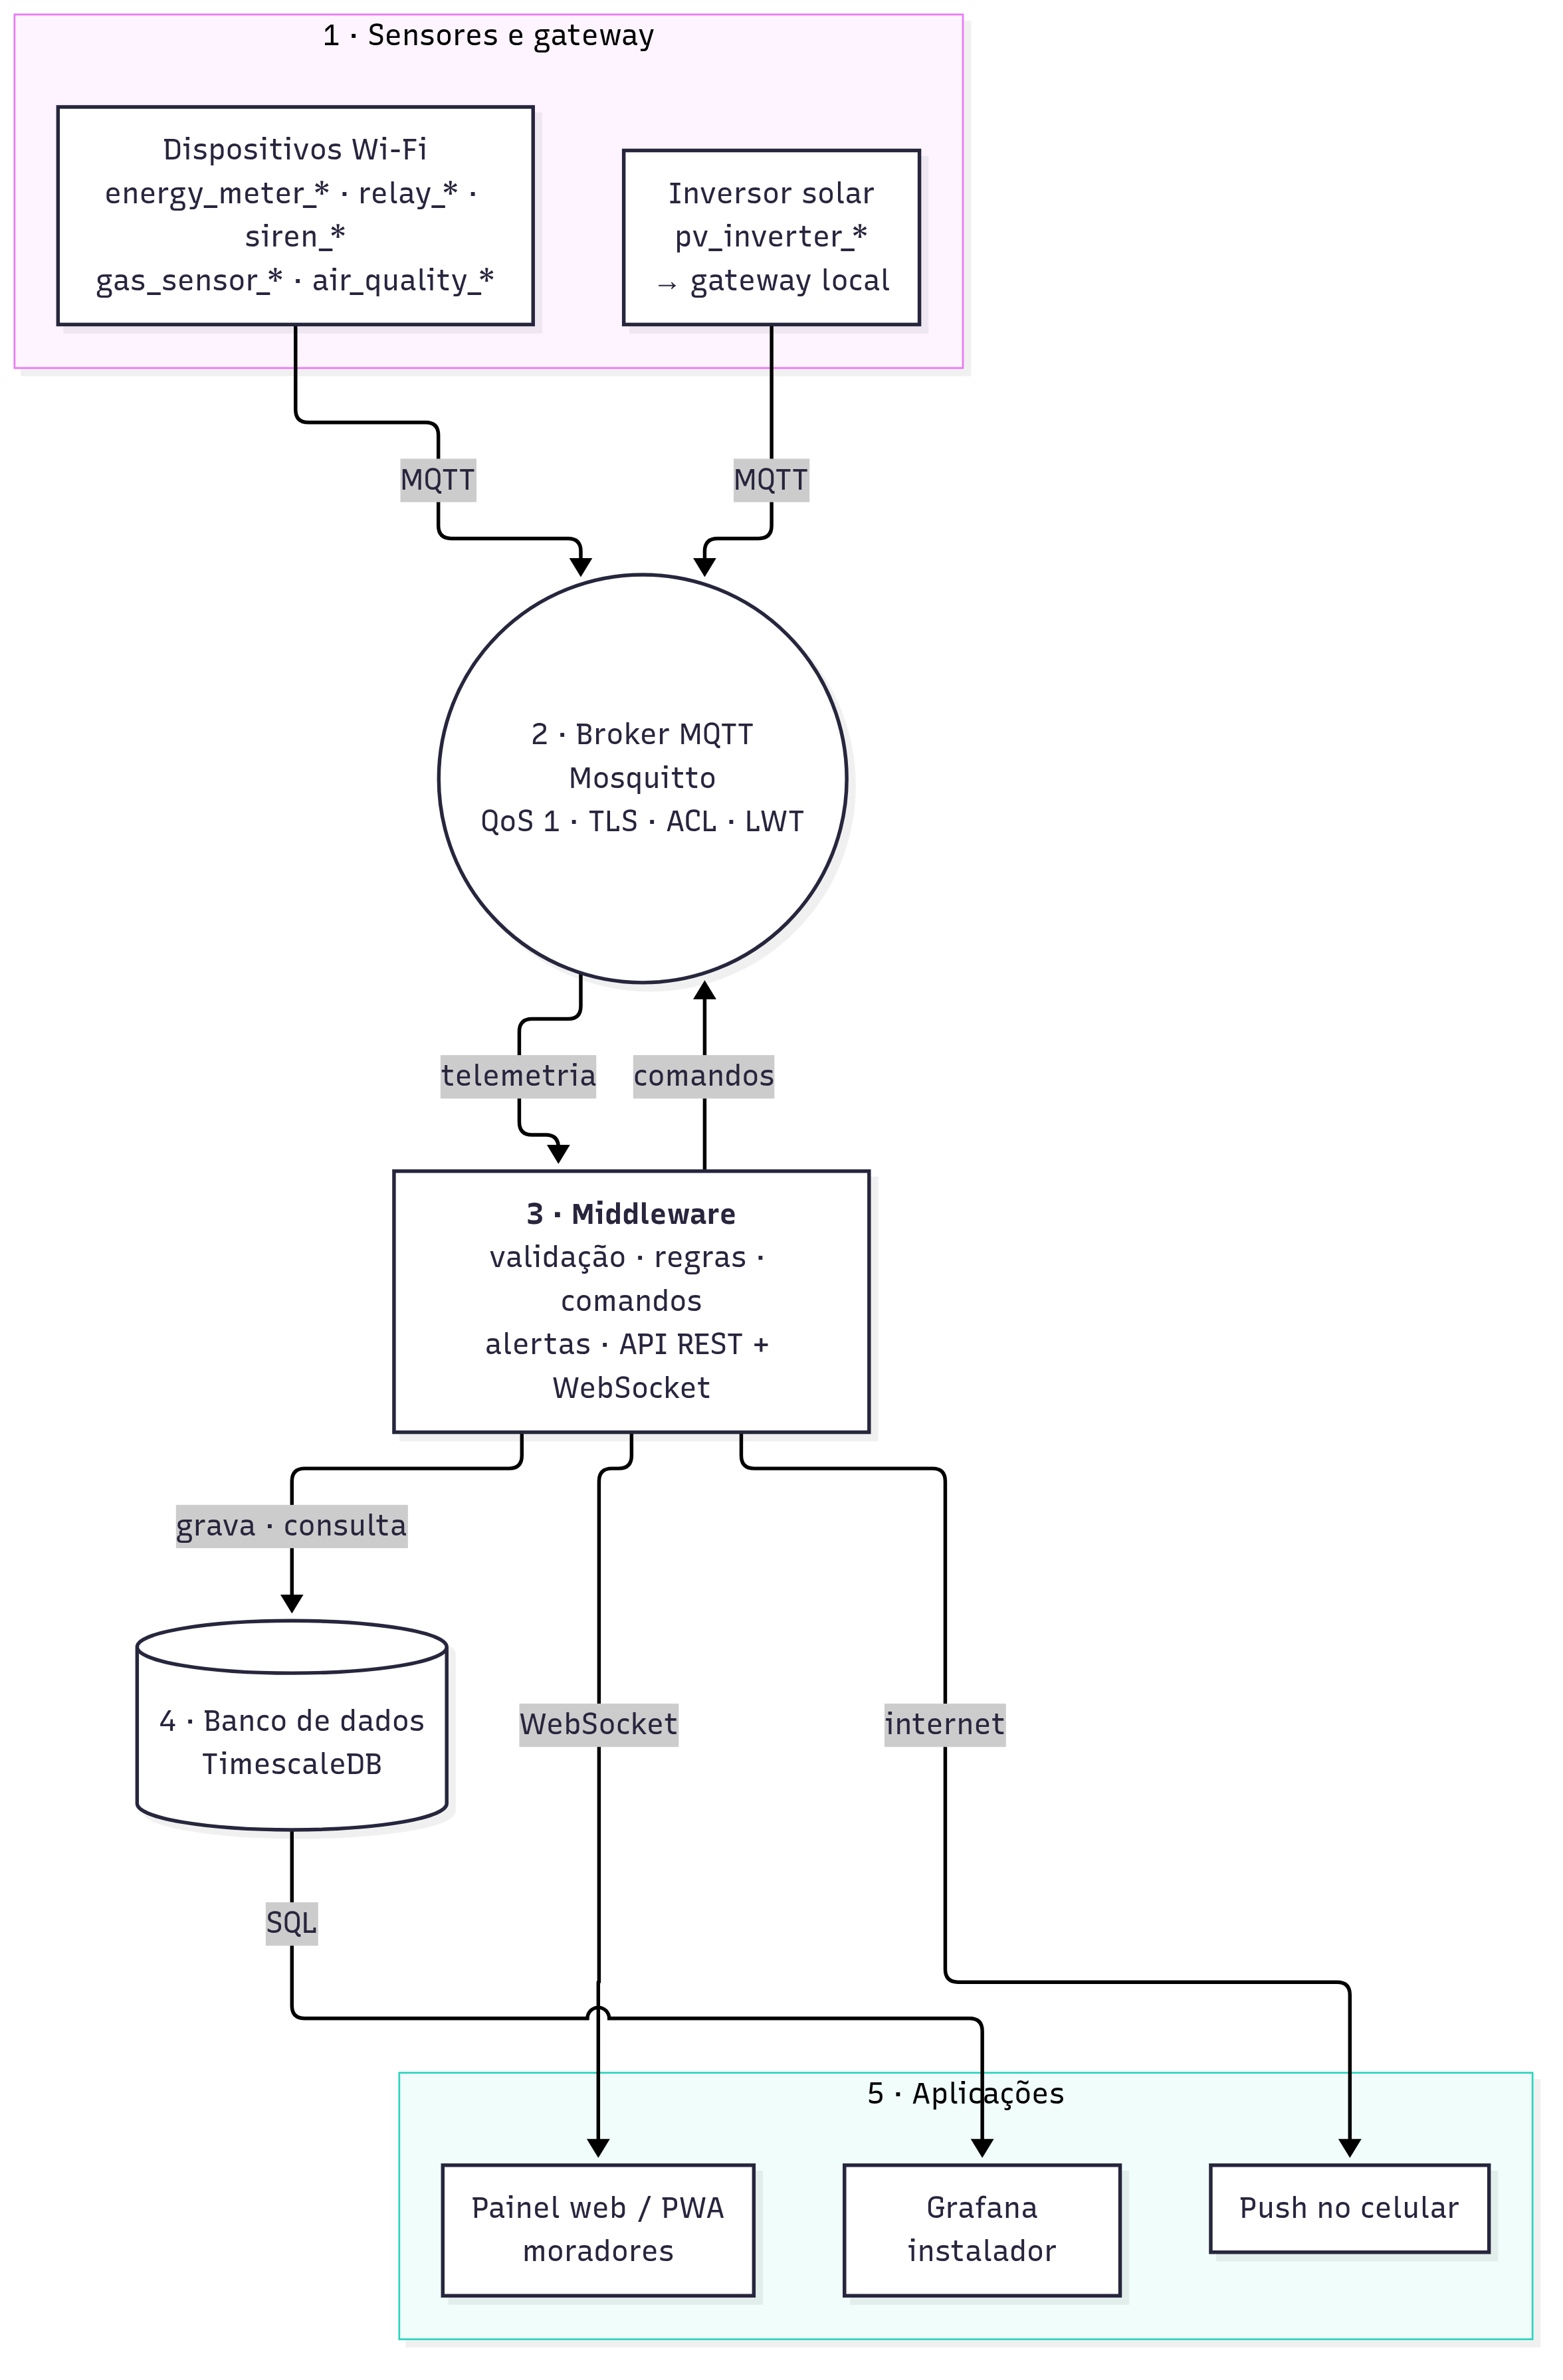 1 · Sensores e gateway
Dispositivos Wi-Fi
energy_meter_* · relay_* ·
siren_*
gas_sensor_* · air_quality_*
Inversor solar
pv_inverter_*
→ gateway local
MQTT
MQTT
2 · Broker MQTT
Mosquitto
QoS 1 · TLS · ACL · LWT
telemetria
comandos
3 · Middleware
validação · regras ·
comandos
alertas · API REST +
WebSocket
grava · consulta
4 · Banco de dados
TimescaleDB
WebSocket
internet
SQL
5 · Aplicações
Painel web / PWA
moradores
Grafana
instalador
Push no celular